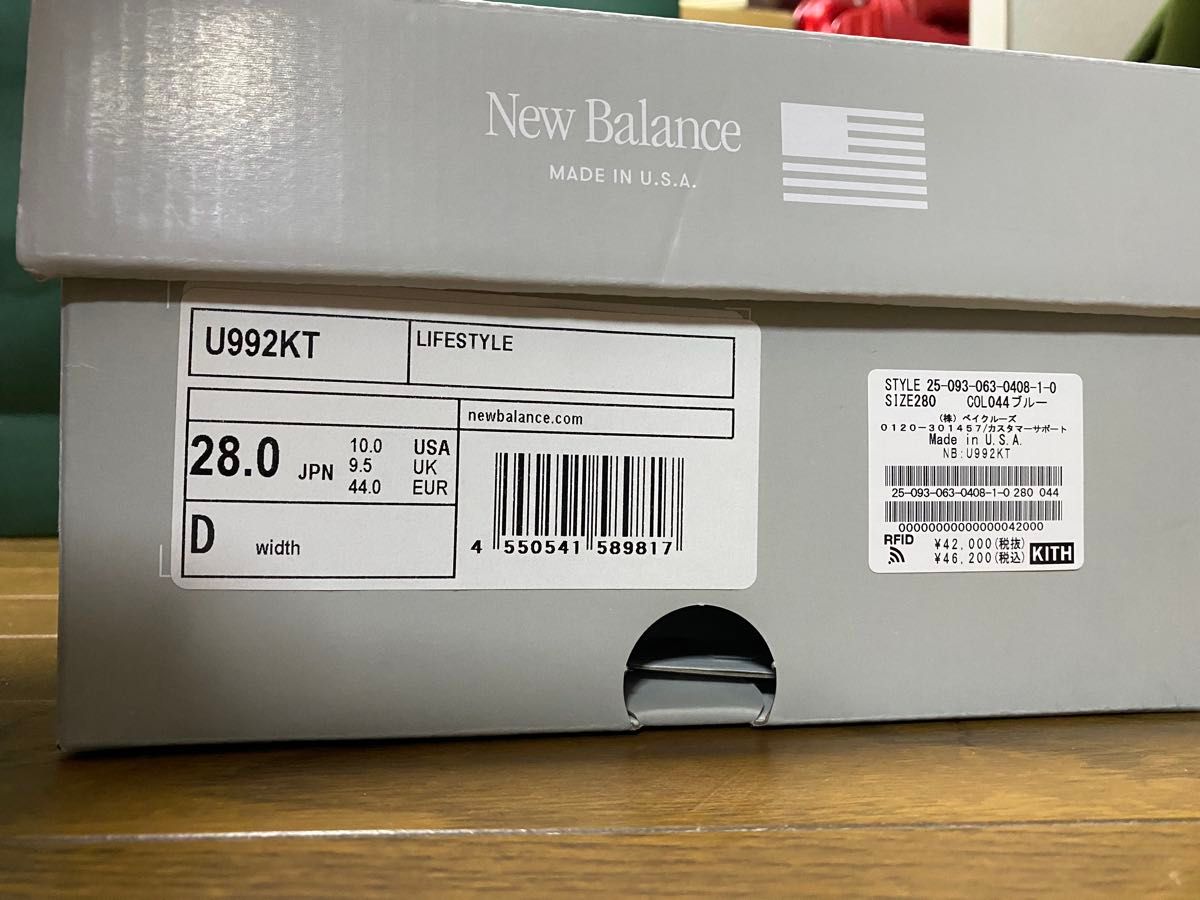 New Balance
MADE IN U.S.A.
U992KT
LIFESTYLE
newbalance.com
28.0 JPN
10.0 USA
9.5 UK
44.0 EUR
D width
4 550541 589817
STYLE 25-093-063-0408-1-0
SIZE280 COL044ブルー
(株) ベイクルーズ
0120-301457/カスタマーサポート
Made in U.S.A.
NB:U992KT
25-093-063-0408-1-0 280 044
00000000000000042000
RFID
¥42,000(税抜)
¥46,200(税込)
KITH